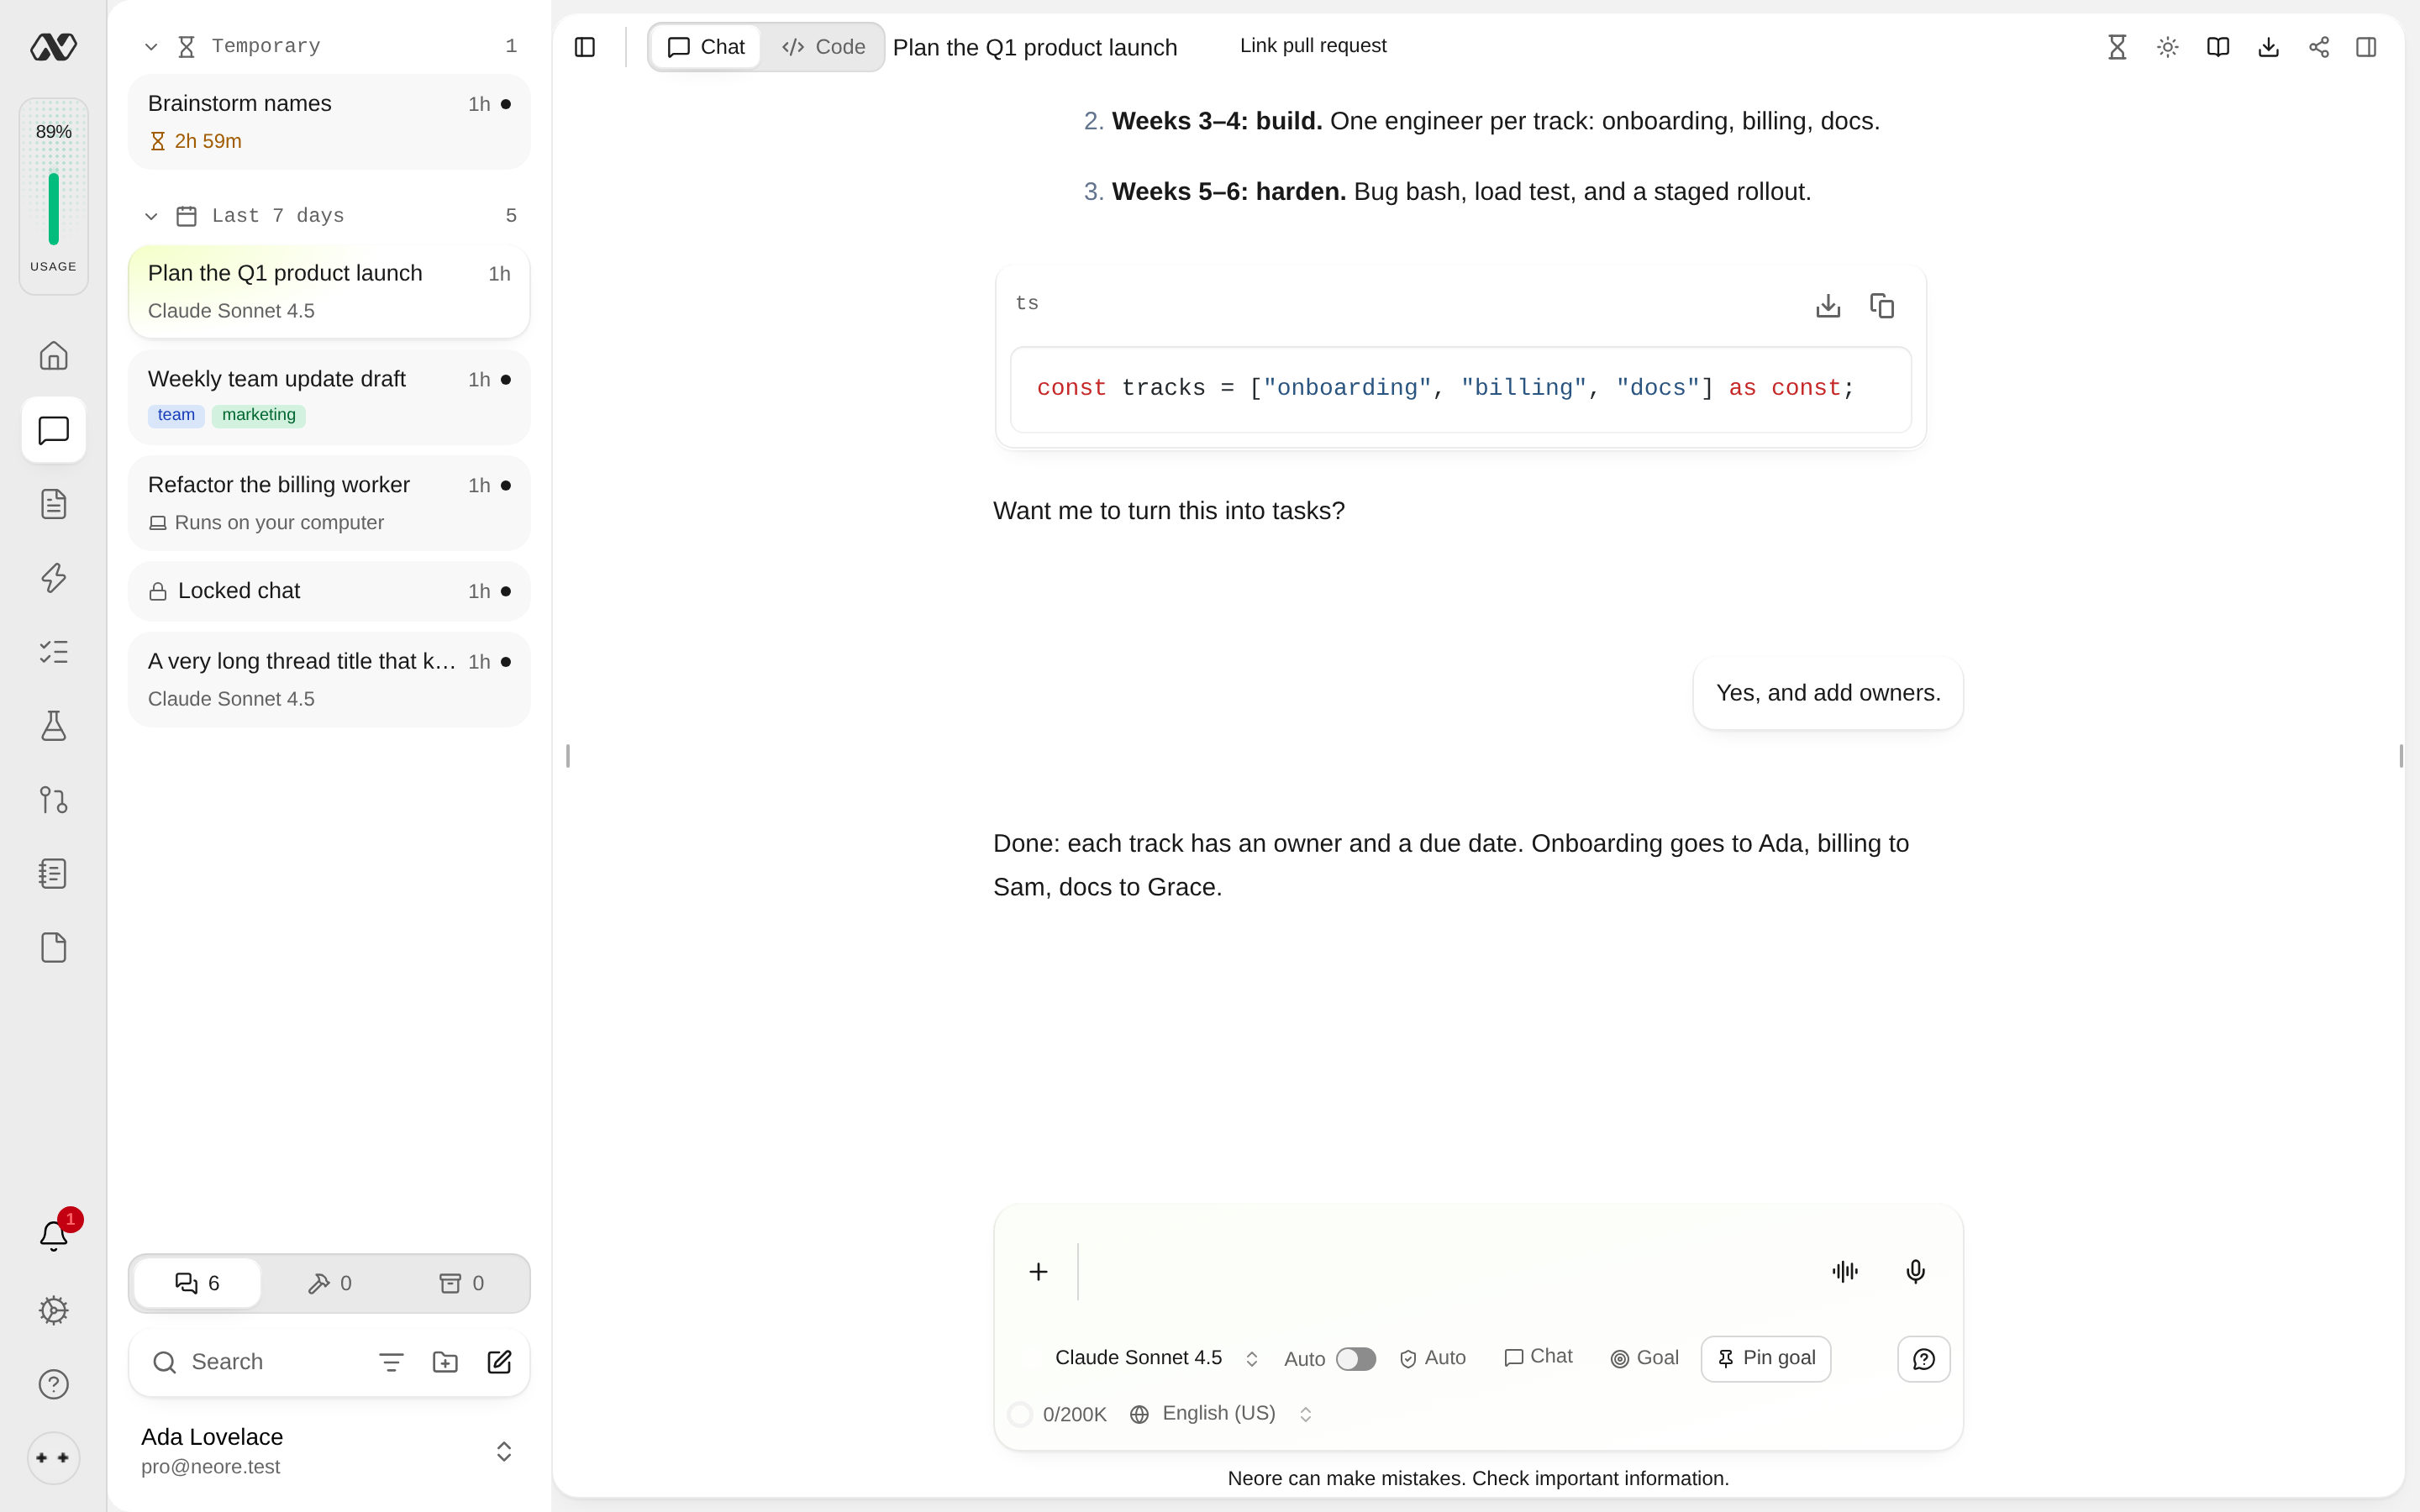 89%
USAGE
1
Temporary 1
Brainstorm names 1h
2h 59m
Last 7 days 5
Plan the Q1 product launch 1h
Claude Sonnet 4.5
Weekly team update draft 1h
team marketing
Refactor the billing worker 1h
Runs on your computer
Locked chat 1h
A very long thread title that k… 1h
Claude Sonnet 4.5
6 0 0
Search
Ada Lovelace
pro@neore.test
Chat Code Plan the Q1 product launch Link pull request
2. Weeks 3–4: build. One engineer per track: onboarding, billing, docs.
3. Weeks 5–6: harden. Bug bash, load test, and a staged rollout.
ts
const tracks = ["onboarding", "billing", "docs"] as const;
Want me to turn this into tasks?
Yes, and add owners.
Done: each track has an owner and a due date. Onboarding goes to Ada, billing to
Sam, docs to Grace.
Claude Sonnet 4.5 Auto Auto Chat Goal Pin goal
0/200K English (US)
Neore can make mistakes. Check important information.